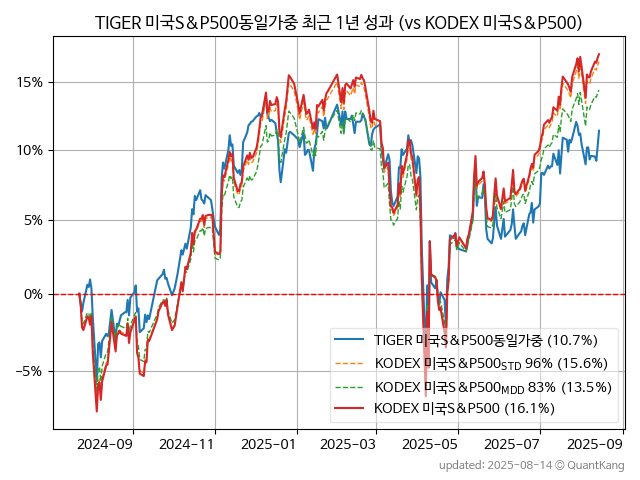 TIGER 미국S&P500동일가중 최근 1년 성과 (vs KODEX 미국S&P500)
15%
10%
5%
0%
−5%
TIGER 미국S&P500동일가중 (10.7%)
KODEX 미국S&P500STD 96% (15.6%)
KODEX 미국S&P500MDD 83% (13.5%)
KODEX 미국S&P500 (16.1%)
2024-09 2024-11 2025-01 2025-03 2025-05 2025-07 2025-09
updated: 2025-08-14 © QuantKang